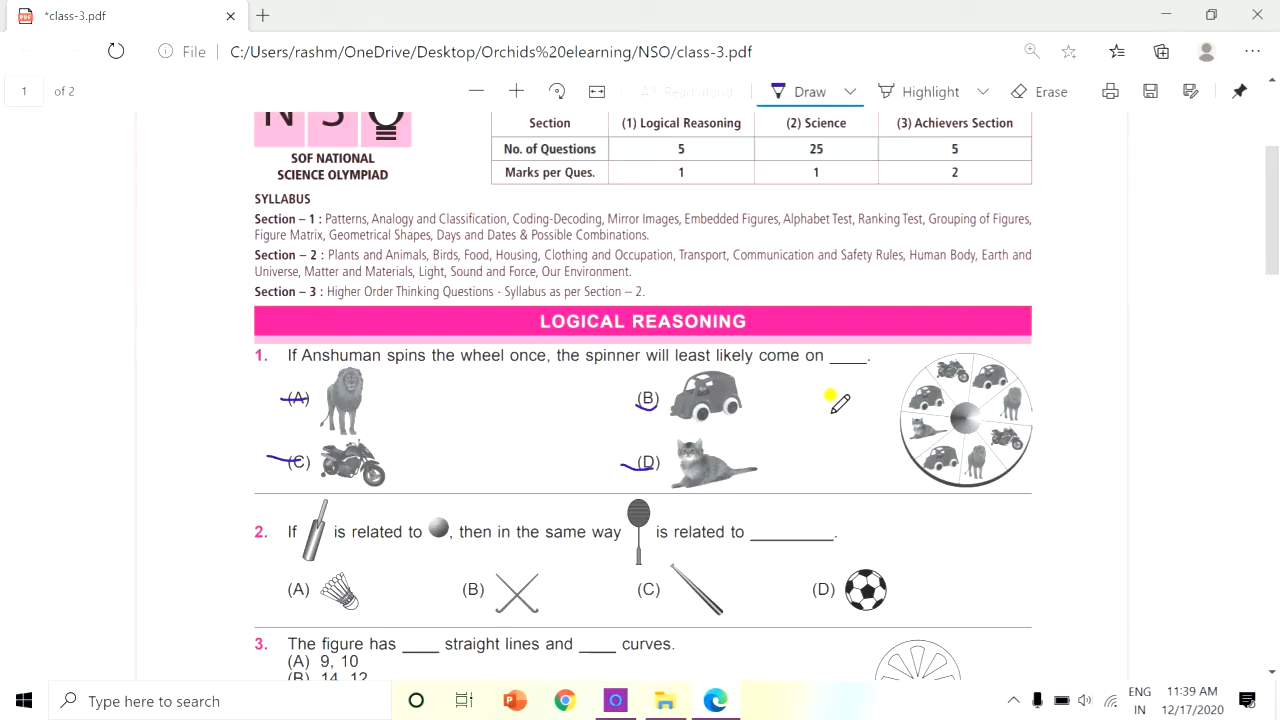 *class-3.pdf
File C:/Users/rashm/OneDrive/Desktop/Orchids%20elearning/NSO/class-3.pdf
1 of 2 Read aloud Draw Highlight Erase
N S
SOF NATIONAL
SCIENCE OLYMPIAD
Section (1) Logical Reasoning (2) Science (3) Achievers Section
No. of Questions 5 25 5
Marks per Ques. 1 1 2
SYLLABUS
Section – 1 : Patterns, Analogy and Classification, Coding-Decoding, Mirror Images, Embedded Figures, Alphabet Test, Ranking Test, Grouping of Figures,
Figure Matrix, Geometrical Shapes, Days and Dates & Possible Combinations.
Section – 2 : Plants and Animals, Birds, Food, Housing, Clothing and Occupation, Transport, Communication and Safety Rules, Human Body, Earth and
Universe, Matter and Materials, Light, Sound and Force, Our Environment.
Section – 3 : Higher Order Thinking Questions - Syllabus as per Section – 2.
LOGICAL REASONING
1. If Anshuman spins the wheel once, the spinner will least likely come on ____.
(A) (B)
(C) (D)
2. If is related to , then in the same way is related to _________.
(A) (B) (C) (D)
3. The figure has ____ straight lines and ____ curves.
(A) 9, 10
(B) 14, 12
Type here to search
ENG 11:39 AM
IN 12/17/2020